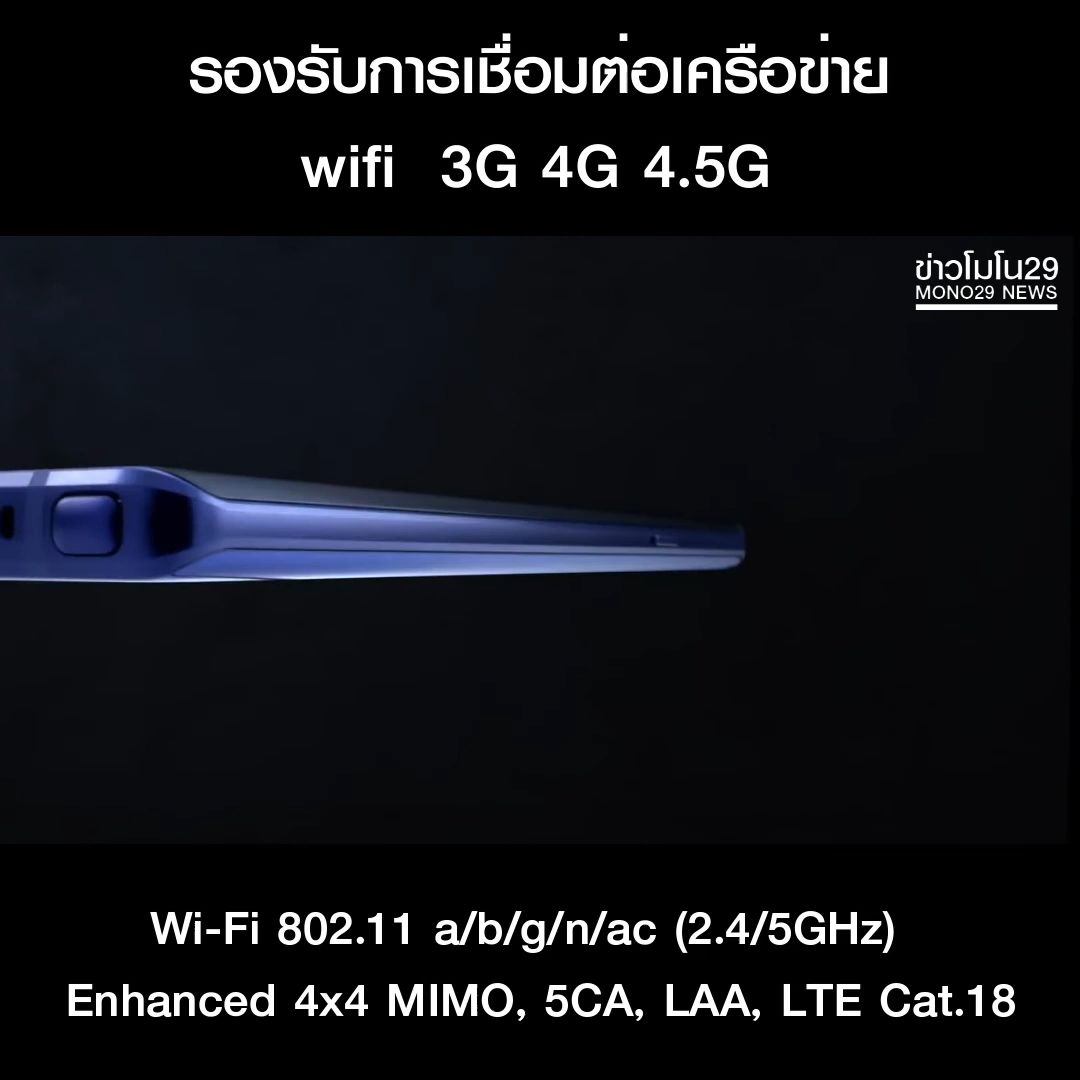 รองรับการเชื่อมต่อเครือข่าย
wifi 3G 4G 4.5G
ข่าวโมโน29
MONO29 NEWS
Wi-Fi 802.11 a/b/g/n/ac (2.4/5GHz)
Enhanced 4x4 MIMO, 5CA, LAA, LTE Cat.18